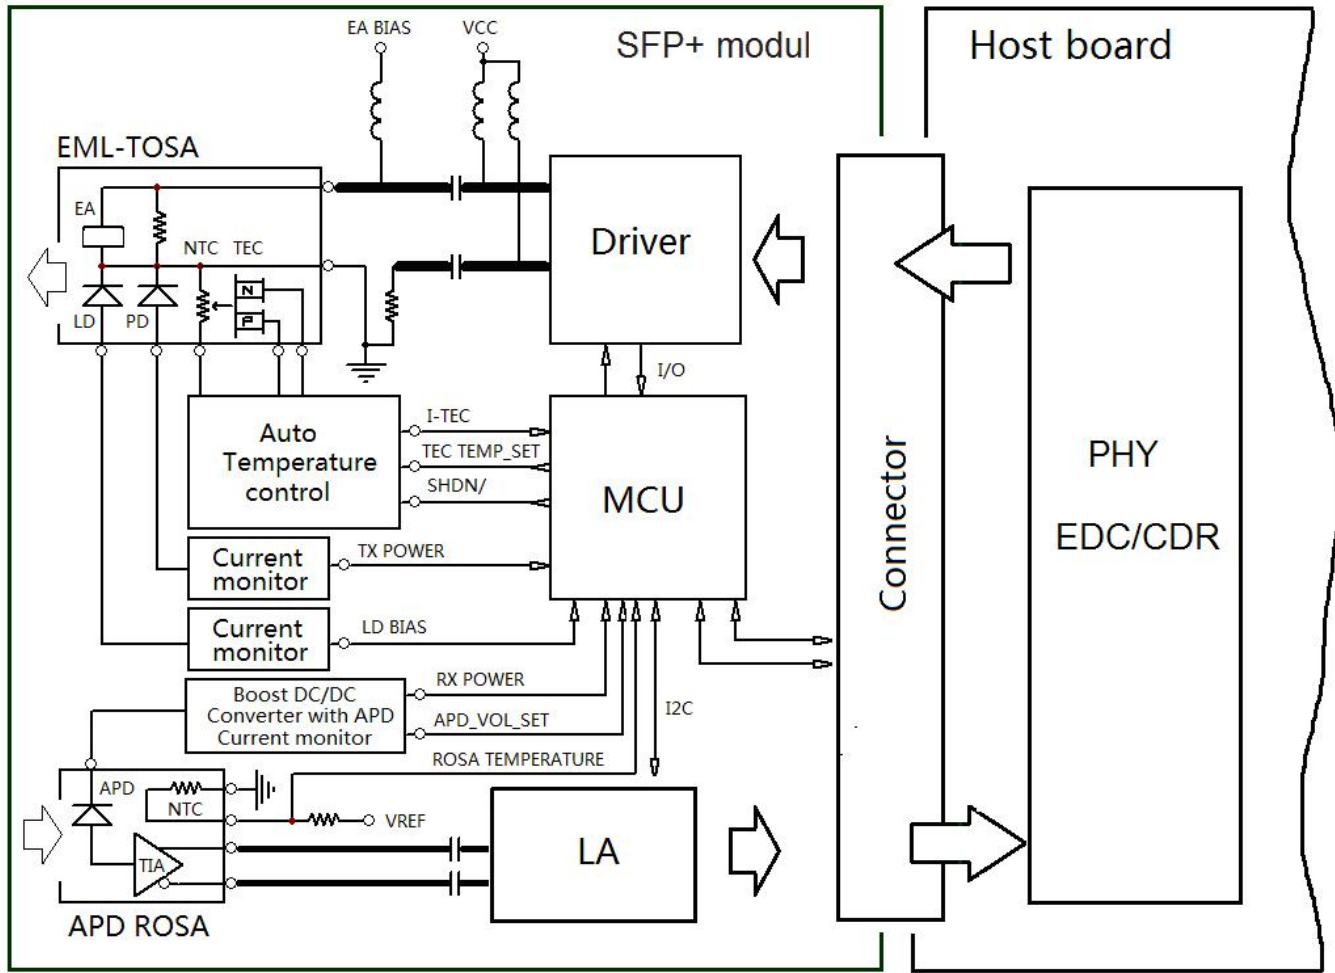 EA BIAS
VCC
SFP+ modul
Host board
EML-TOSA
EA
NTC
TEC
N
P
LD
PD
Driver
I/O
Auto
Temperature
control
I-TEC
TEC TEMP_SET
SHDN/
MCU
Connector
PHY
EDC/CDR
Current
monitor
TX POWER
Current
monitor
LD BIAS
Boost DC/DC
Converter with APD
Current monitor
RX POWER
APD_VOL_SET
I2C
ROSA TEMPERATURE
APD
NTC
VREF
TIA
LA
APD ROSA